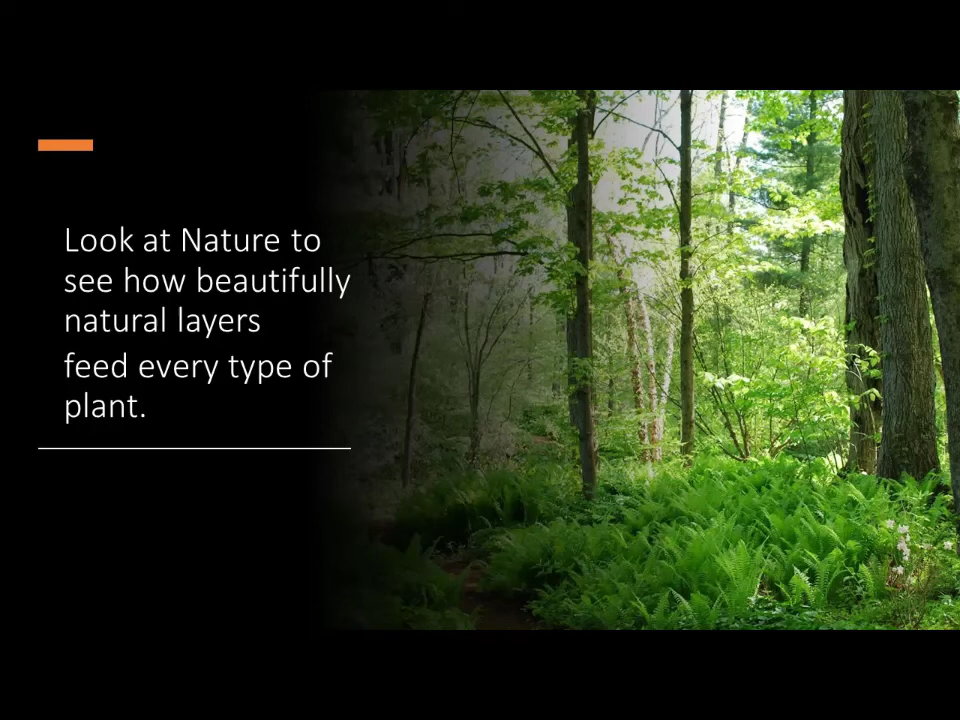 Look at Nature to
see how beautifully
natural layers
feed every type of
plant.